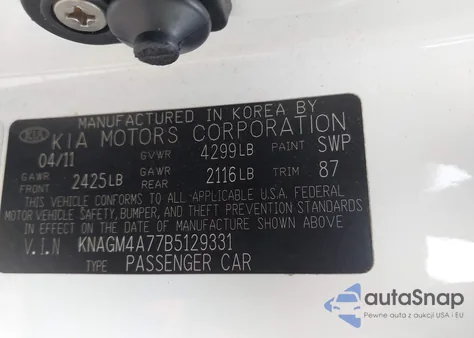 MANUFACTURED IN KOREA BY
KIA KIA MOTORS CORPORATION
04/11 GVWR 4299LB PAINT SWP
GAWR FRONT 2425LB GAWR REAR 2116LB TRIM 87
THIS VEHICLE CONFORMS TO ALL APPLICABLE U.S.A. FEDERAL
MOTOR VEHICLE SAFETY, BUMPER, AND THEFT PREVENTION STANDARDS
IN EFFECT ON THE DATE OF MANUFACTURE SHOWN ABOVE.
V.I.N KNAGM4A77B5129331
TYPE PASSENGER CAR
autoSnap
Pewne auta z aukcji USA i EU